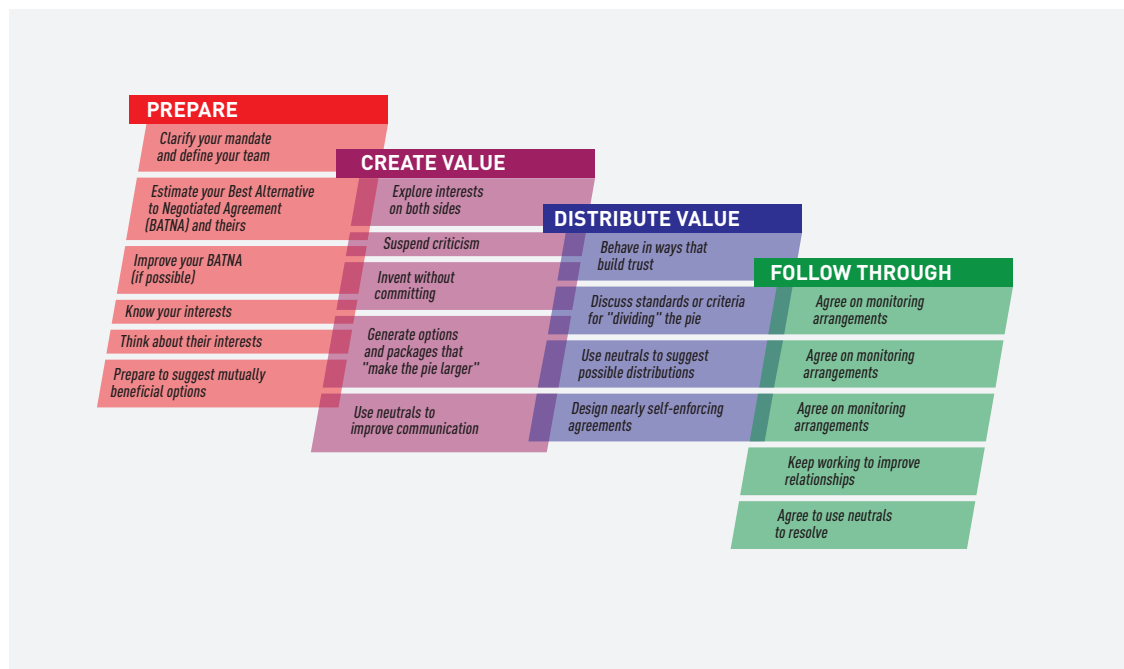 PREPARE
Clarify your mandate
and define your team
Estimate your Best Alternative
to Negotiated Agreement
(BATNA) and theirs
Improve your BATNA
(if possible)
Know your interests
Think about their interests
Prepare to suggest mutually
beneficial options
CREATE VALUE
Explore interests
on both sides
Suspend criticism
Invent without
committing
Generate options
and packages that
"make the pie larger"
Use neutrals to
improve communication
DISTRIBUTE VALUE
Behave in ways that
build trust
Discuss standards or criteria
for "dividing" the pie
Use neutrals to suggest
possible distributions
Design nearly self-enforcing
agreements
FOLLOW THROUGH
Agree on monitoring
arrangements
Agree on monitoring
arrangements
Agree on monitoring
arrangements
Keep working to improve
relationships
Agree to use neutrals
to resolve